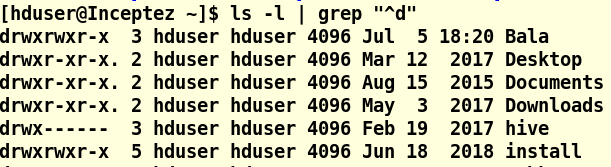 [hduser@Inceptez ~]$ ls -l | grep "^d"
drwxrwxr-x  3 hduser hduser 4096 Jul  5 18:20 Bala
drwxr-xr-x. 2 hduser hduser 4096 Mar 12  2017 Desktop
drwxr-xr-x. 2 hduser hduser 4096 Aug 15  2015 Documents
drwxr-xr-x. 2 hduser hduser 4096 May  3  2017 Downloads
drwx------  3 hduser hduser 4096 Feb 19  2017 hive
drwxrwxr-x  5 hduser hduser 4096 Jun 18  2018 install